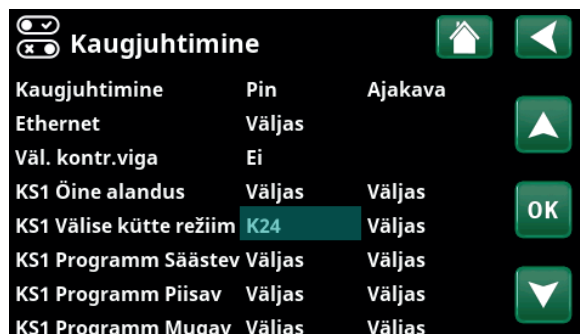 Kaugjuhtimine
Kaugjuhtimine Pin Ajakava
Ethernet Väljas
Väl. kontr.viga Ei
KS1 Öine alandus Väljas Väljas
KS1 Välise kütte režiim K24 Väljas
OK
KS1 Programm Säästev Väljas Väljas
KS1 Programm Piisav Väljas Väljas
KS1 Programm Mugav Väljas Väljas